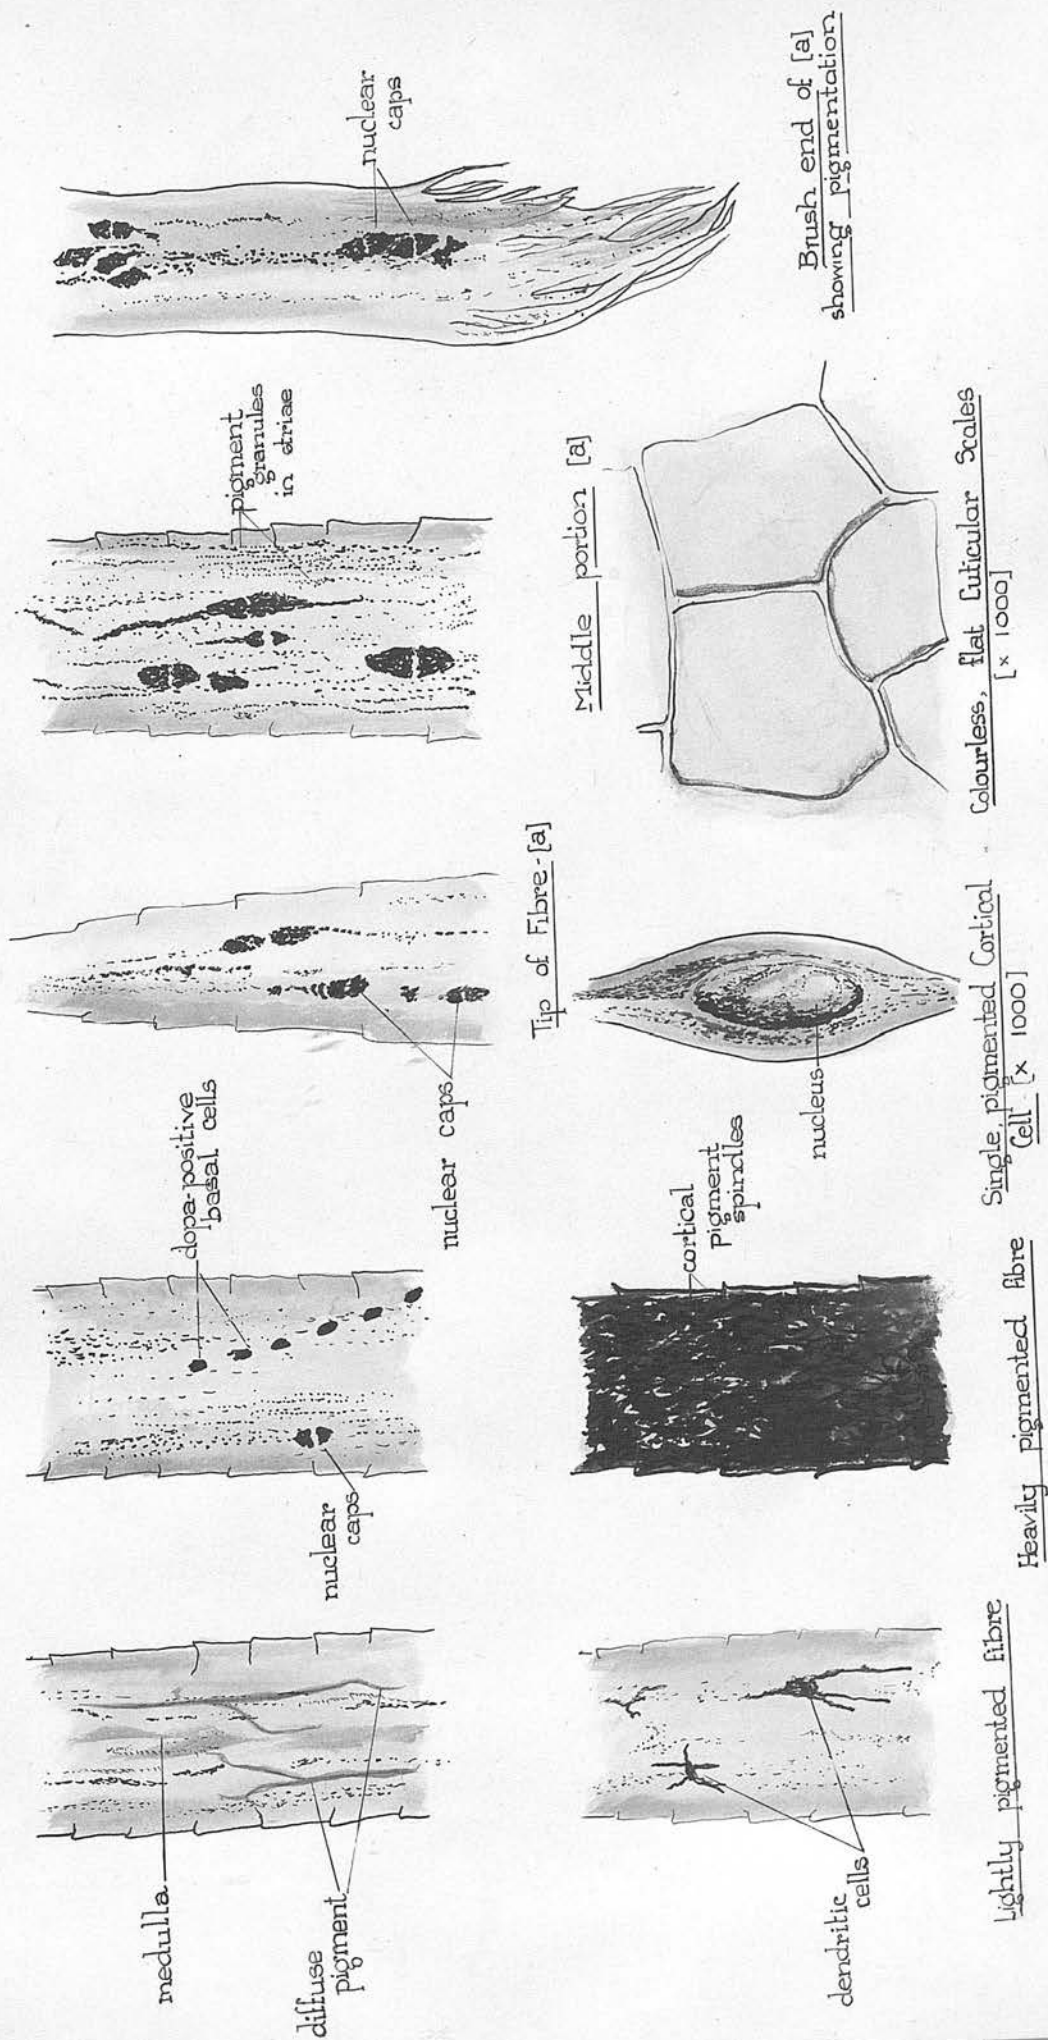 medulla
diffuse
pigment
nuclear
caps
dopa-positive
basal cells
nuclear caps
Tip of Fibre-[a]
pigment
granules
in striae
Middle portion [a]
nuclear
caps
Brush end of [a]
showing pigmentation
dendritic
cells
Lightly pigmented fibre
cortical
pigment
spindles
Heavily pigmented fibre
nucleus
Single, pigmented Cortical
Cell [x 1000]
Colourless, flat Cuticular Scales
[x 1000]